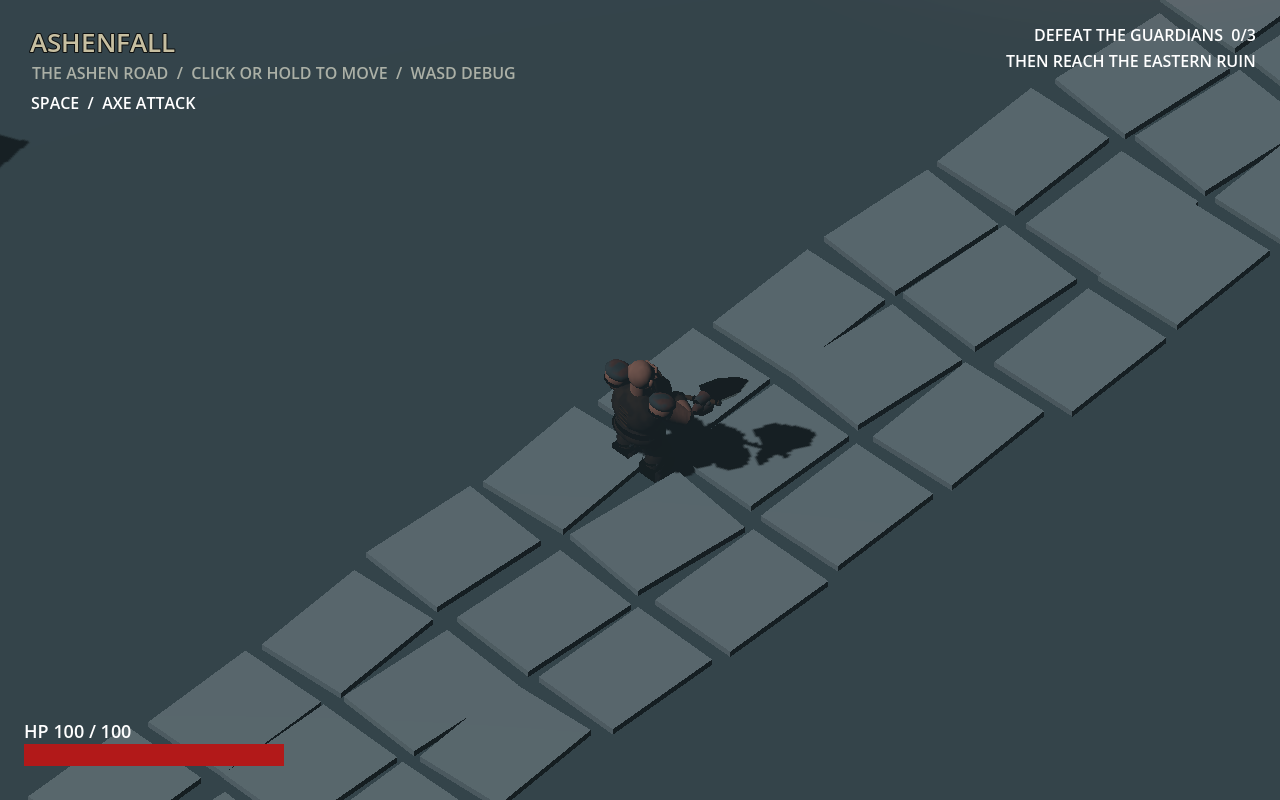 ASHENFALL
THE ASHEN ROAD / CLICK OR HOLD TO MOVE / WASD DEBUG
SPACE / AXE ATTACK
DEFEAT THE GUARDIANS 0/3
THEN REACH THE EASTERN RUIN
HP 100 / 100